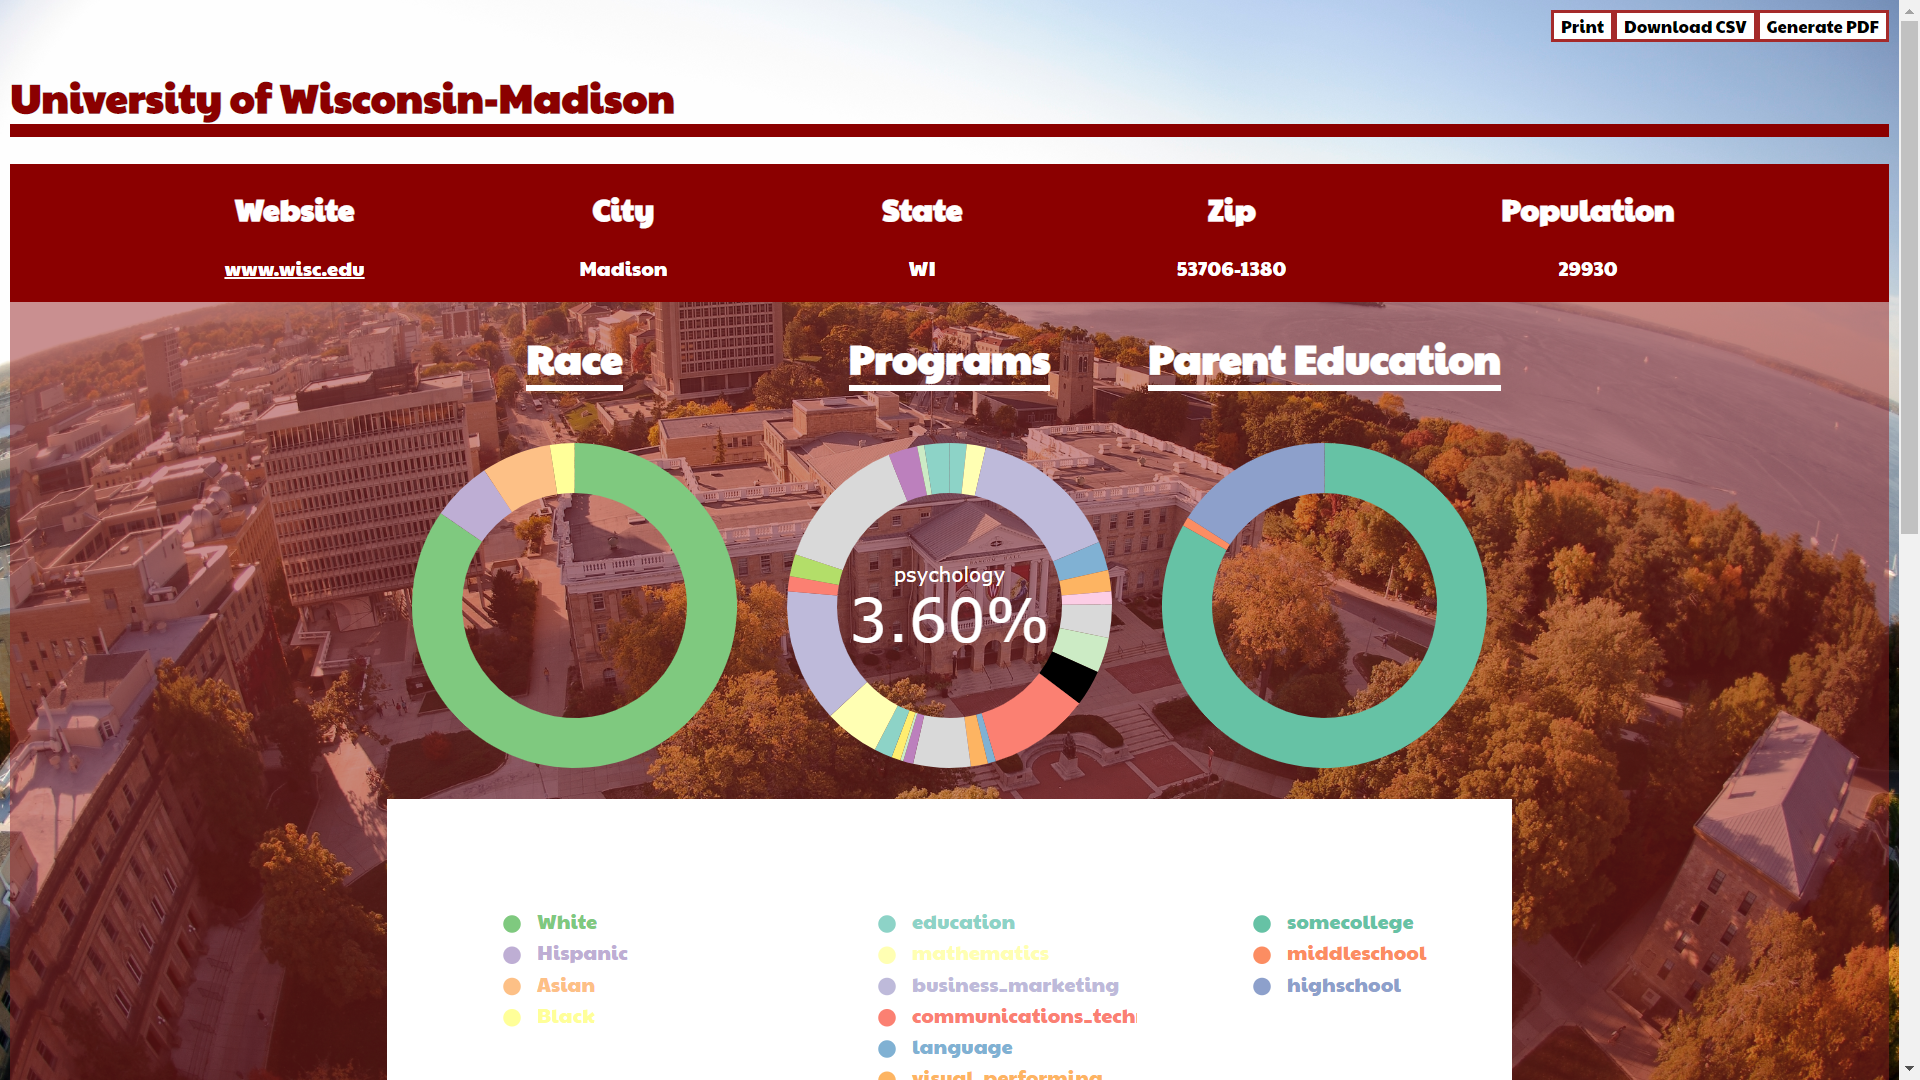 Print Download CSV Generate PDF
University of Wisconsin-Madison
Website City State Zip Population
www.wisc.edu Madison WI 53706-1380 29930
Race Programs Parent Education
psychology
3.60%
White education somecollege
Hispanic mathematics middleschool
Asian business_marketing highschool
Black communications_techi
language
visual_performing